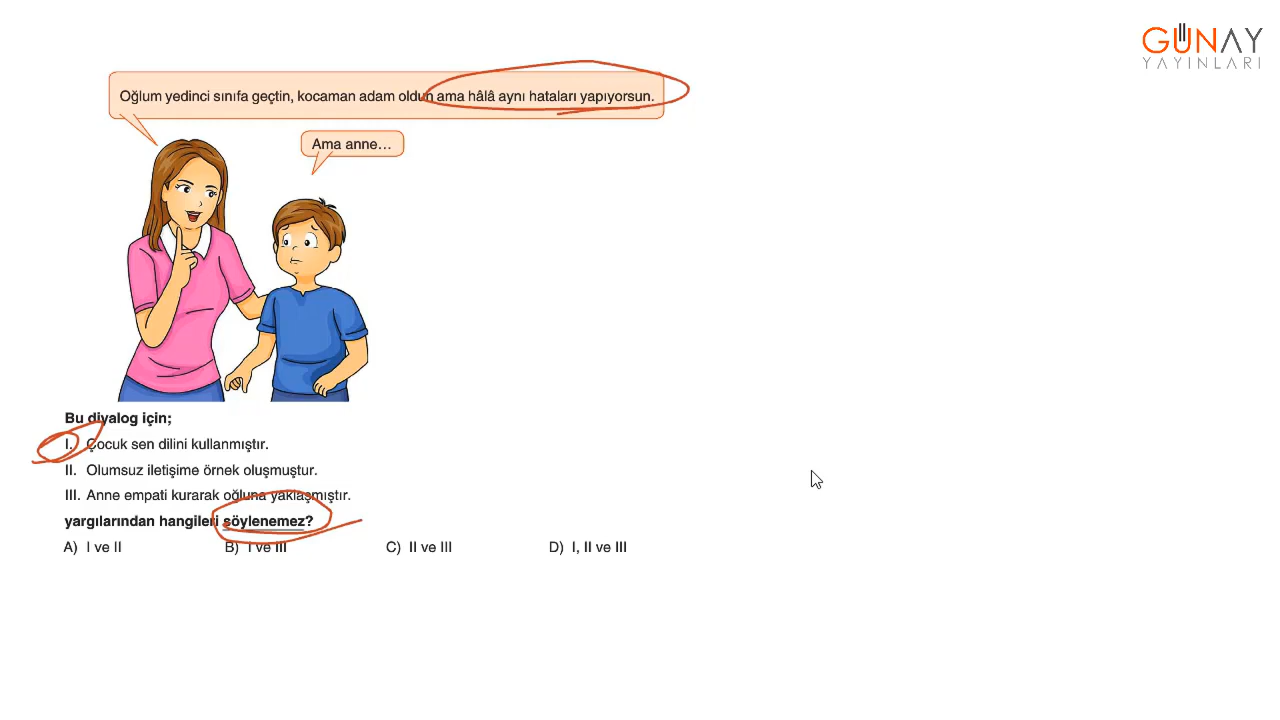 GÜNAY
YAYINLARI
Oğlum yedinci sınıfa geçtin, kocaman adam oldun ama hâlâ aynı hataları yapıyorsun.
Ama anne…
Bu diyalog için;
I. Çocuk sen dilini kullanmıştır.
II. Olumsuz iletişime örnek oluşmuştur.
III. Anne empati kurarak oğluna yaklaşmıştır.
yargılarından hangileri söylenemez?
A) I ve II B) I ve III C) II ve III D) I, II ve III